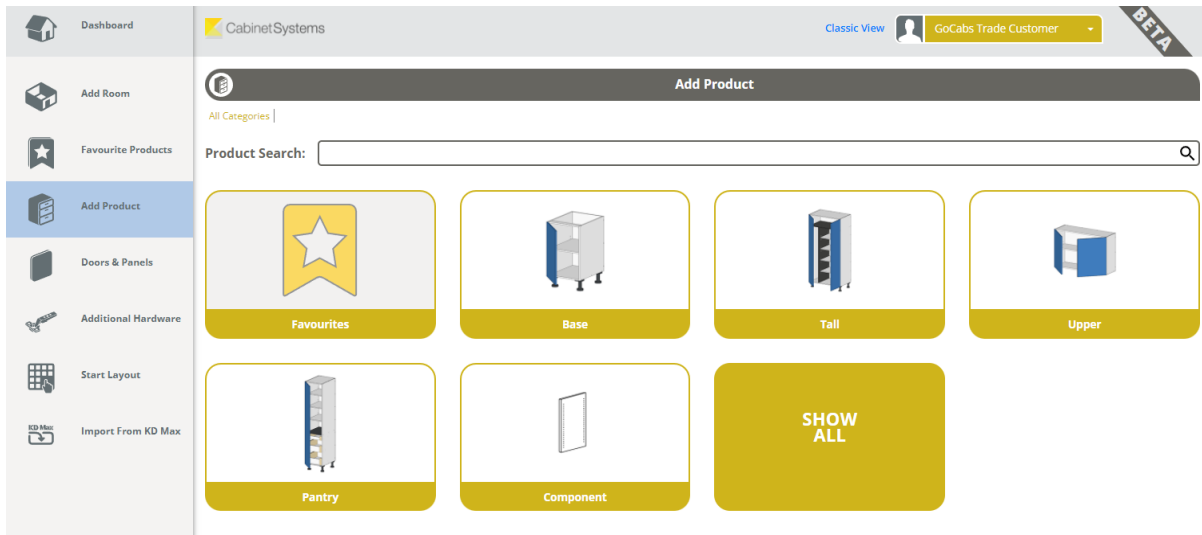 Dashboard
CabinetSystems
Classic View
GoCabs Trade Customer
BETA
Add Room
Favourite Products
Add Product
Doors & Panels
Additional Hardware
Start Layout
KD Max
Import From KD Max
Add Product
All Categories
Product Search:
Favourites
Base
Tall
Upper
Pantry
Component
SHOW
ALL